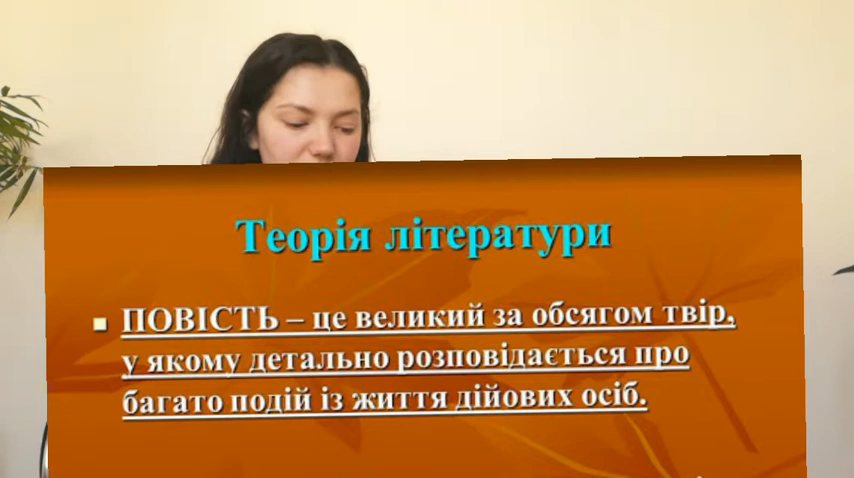 Теорія літератури
ПОВІСТЬ – це великий за обсягом твір,
у якому детально розповідається про
багато подій із життя дійових осіб.